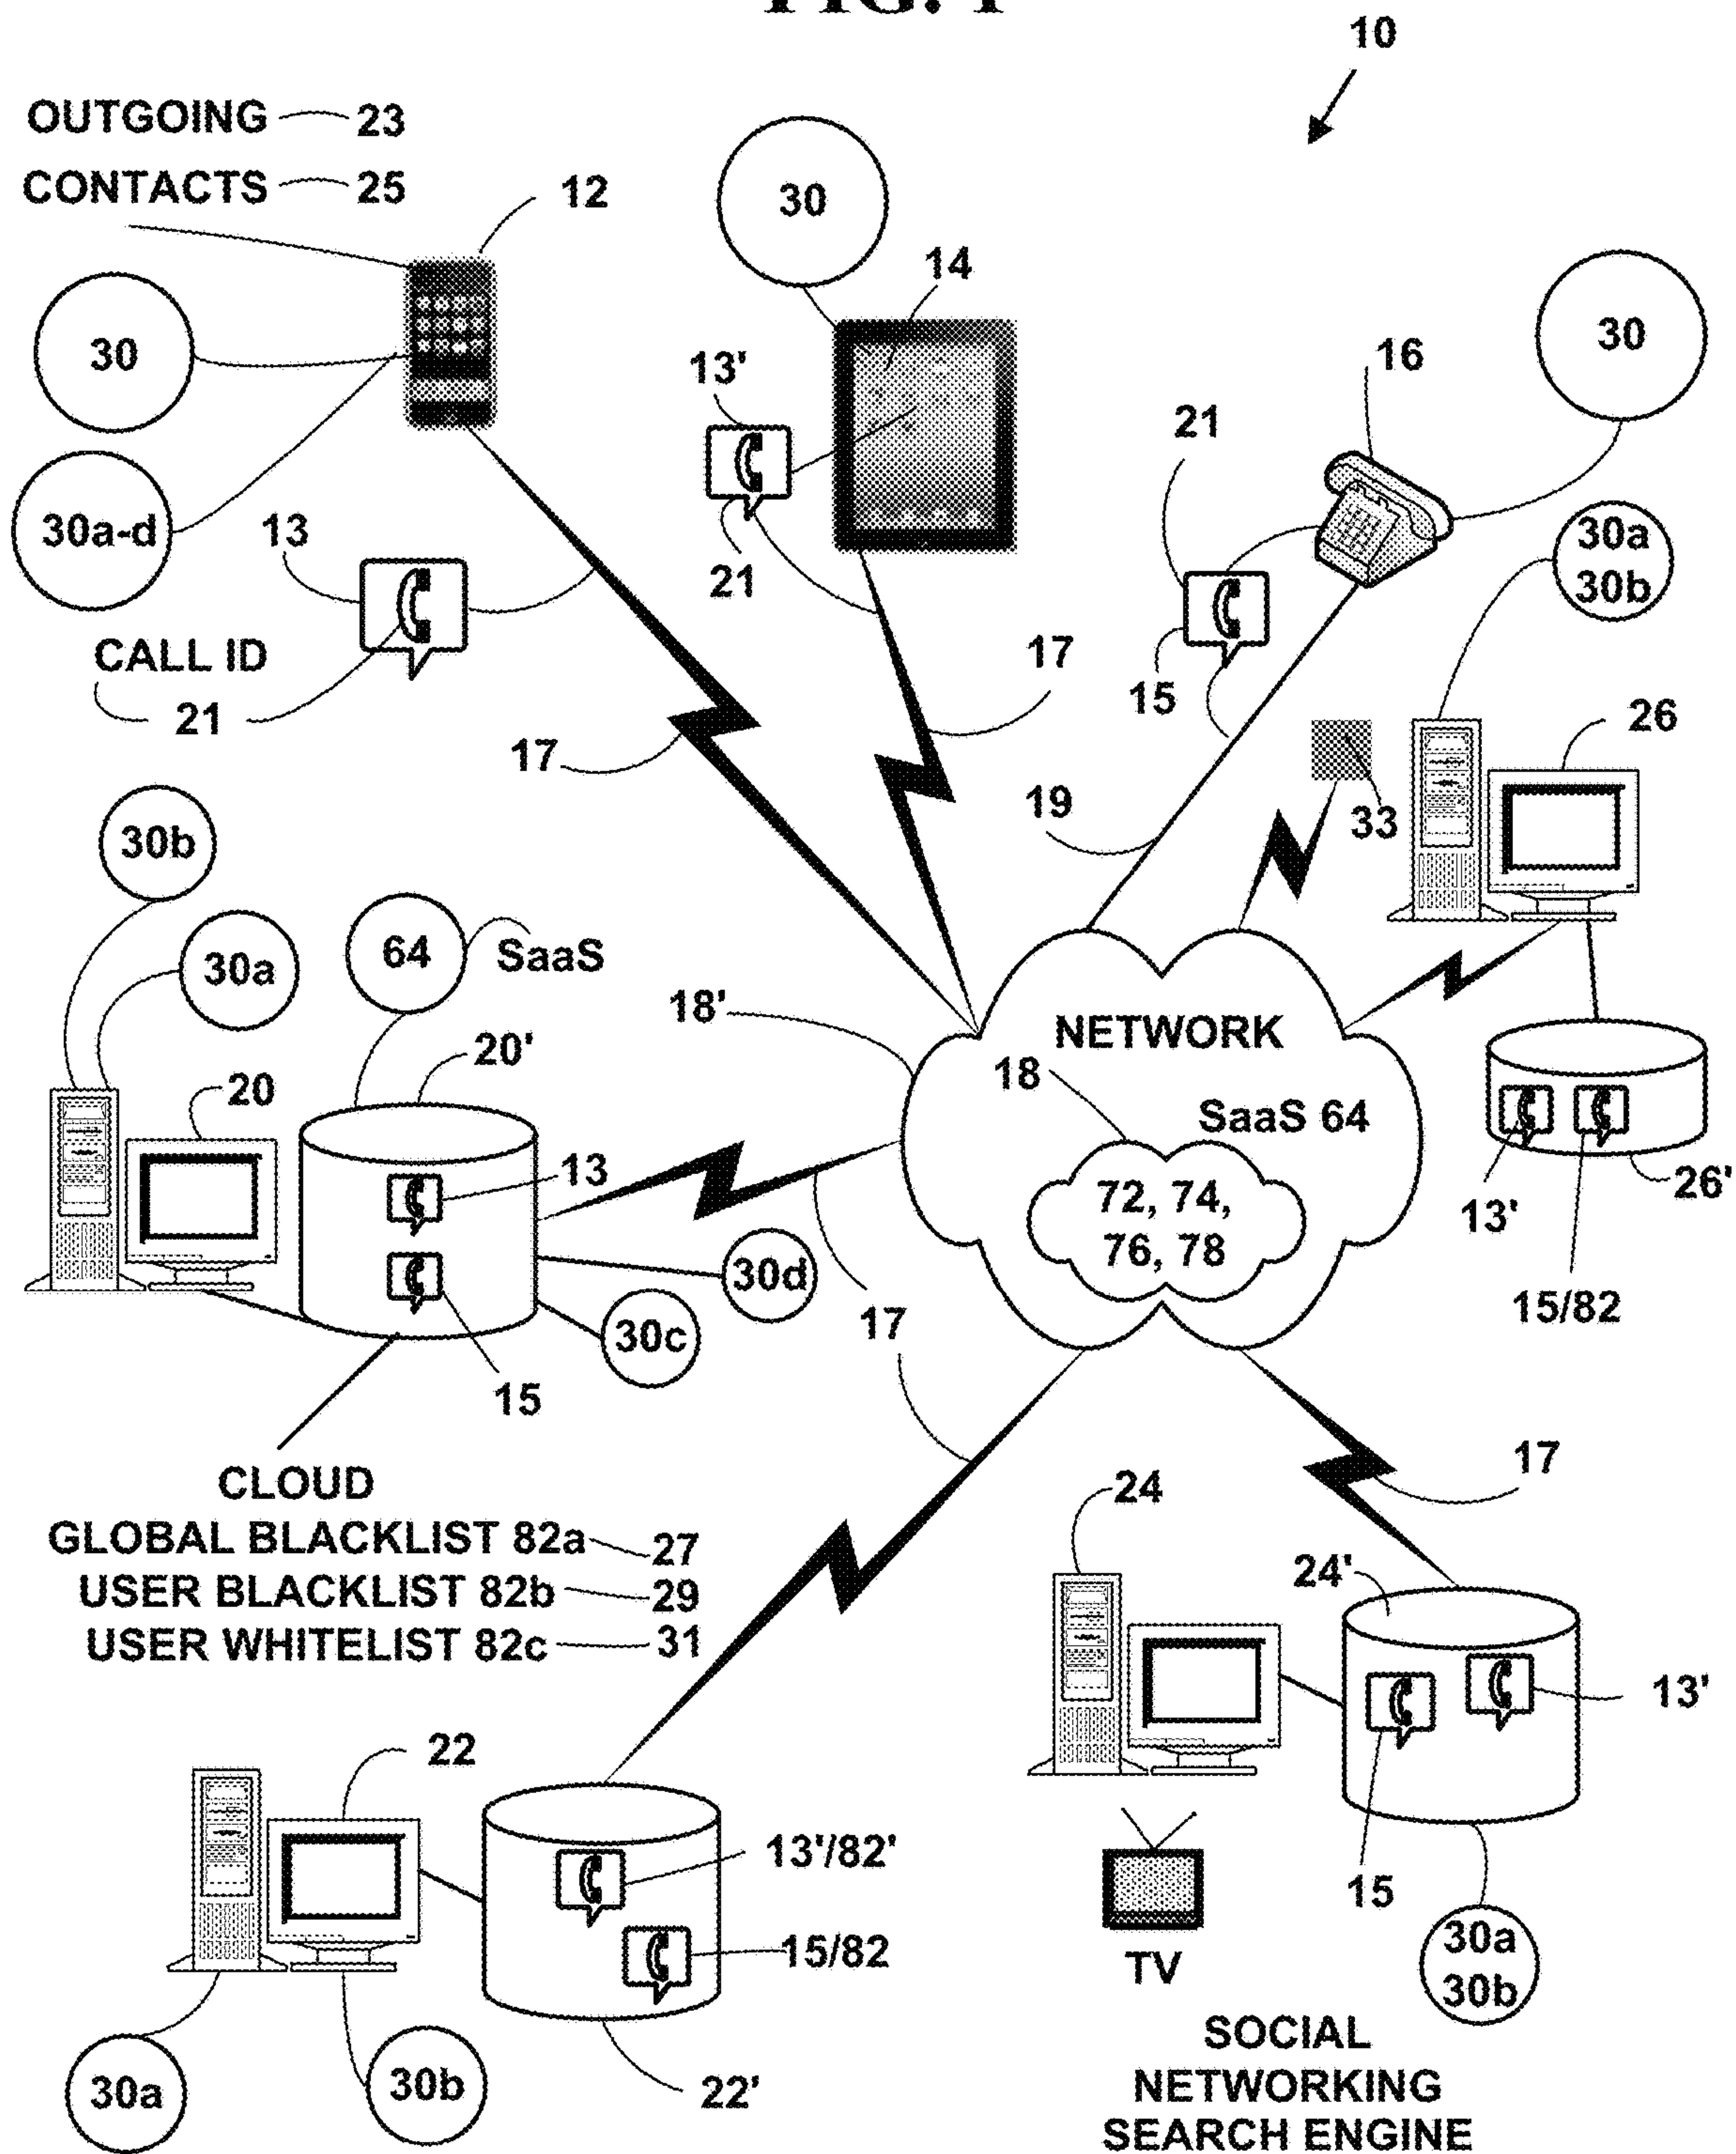 FIG. 1
10
OUTGOING 23
CONTACTS 25
12
30
14
30
30
13'
16
21
30a-d
13
21
30a
30b
CALL ID
21
17
15
17
26
19
33
30b
30a
64
SaaS
18'
20'
20
NETWORK
18
SaaS 64
72, 74,
76, 78
13
13'
26'
30d
15/82
30c
17
15
CLOUD
GLOBAL BLACKLIST 82a 27
USER BLACKLIST 82b 29
USER WHITELIST 82c 31
24
17
24'
13'
22
13'/82'
15
15/82
TV
30a
30b
30a
30b
22'
SOCIAL
NETWORKING
SEARCH ENGINE